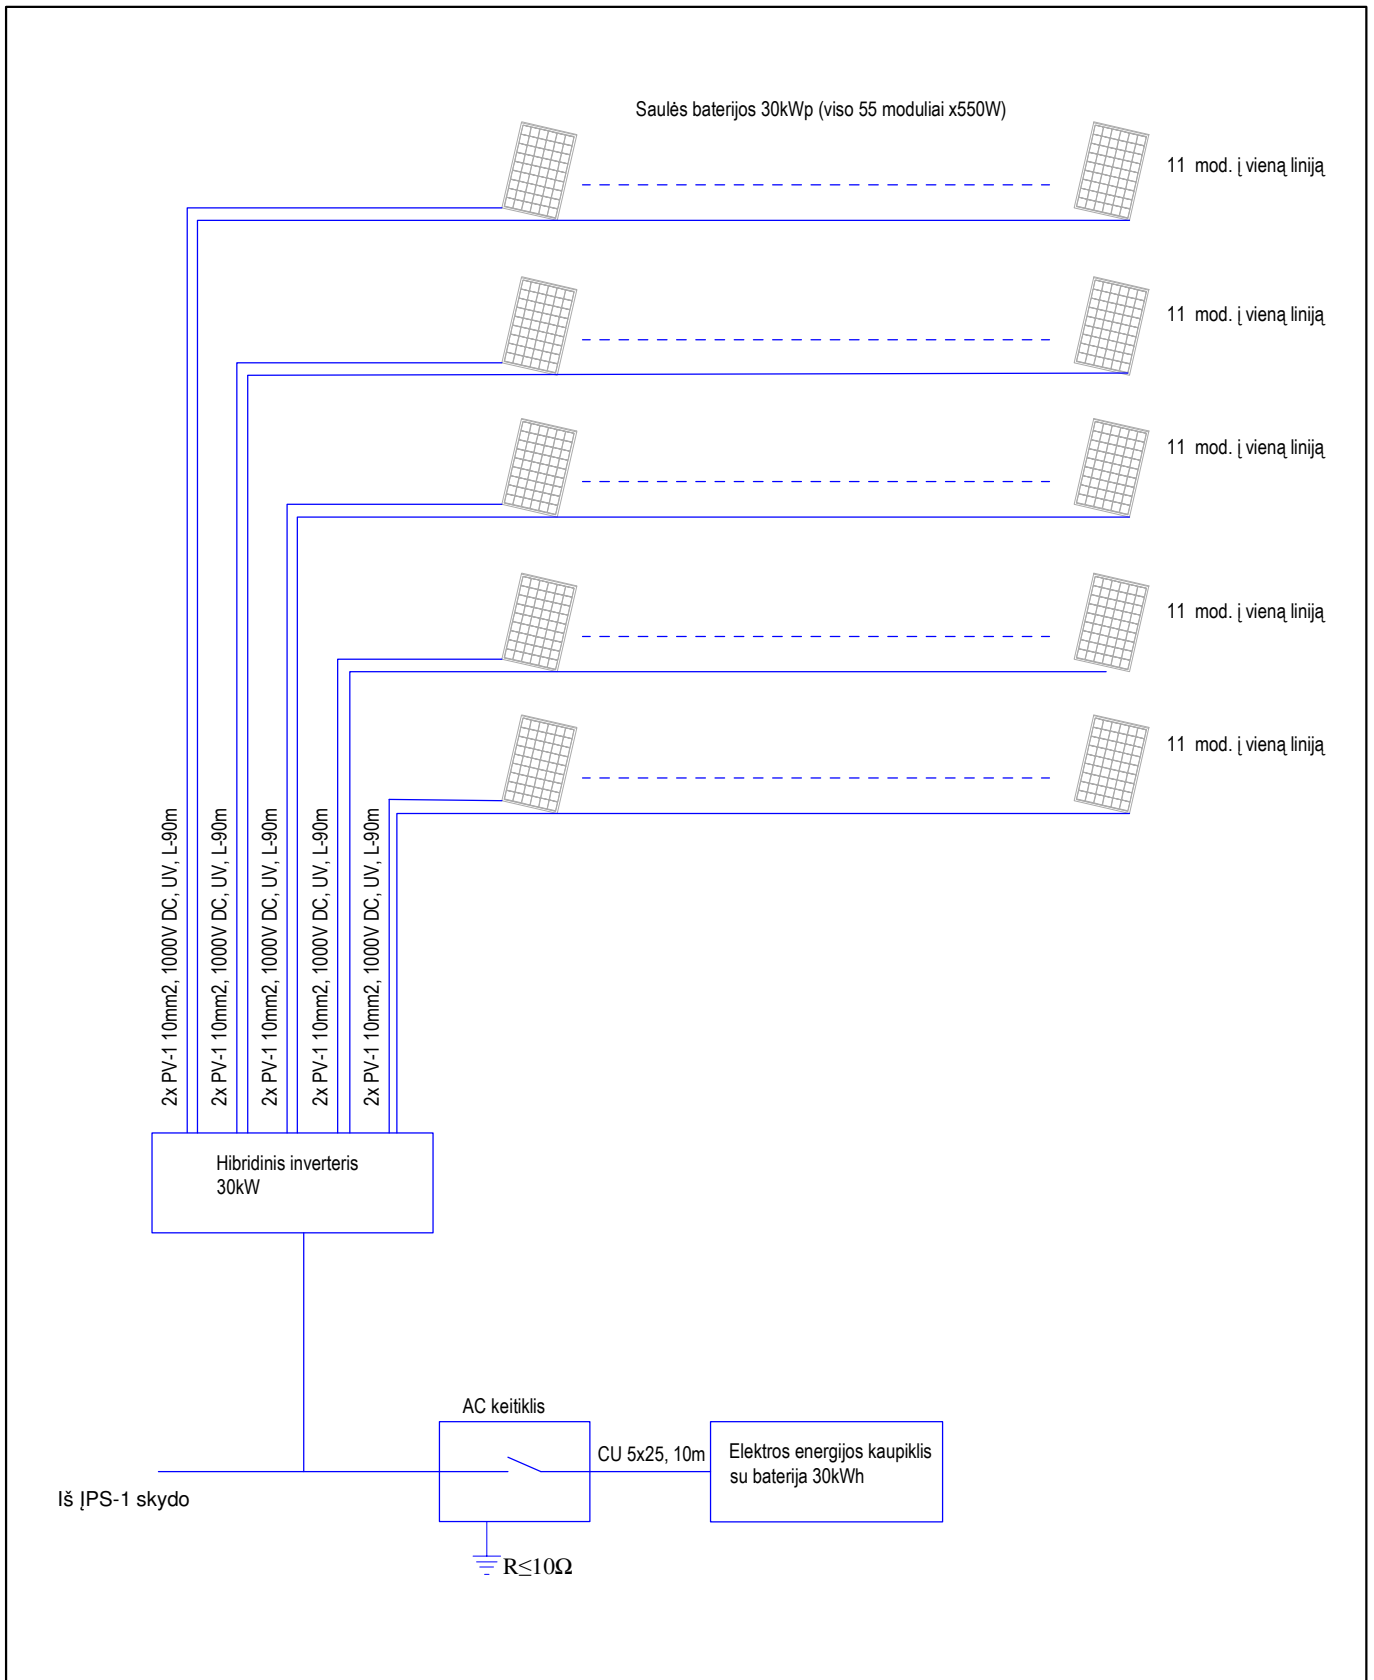 Saulės baterijos 30kWp (viso 55 moduliai x550W)
11 mod. į vieną liniją
11 mod. į vieną liniją
11 mod. į vieną liniją
11 mod. į vieną liniją
11 mod. į vieną liniją
2x PV-1 10mm2, 1000V DC, UV, L-90m
2x PV-1 10mm2, 1000V DC, UV, L-90m
2x PV-1 10mm2, 1000V DC, UV, L-90m
2x PV-1 10mm2, 1000V DC, UV, L-90m
2x PV-1 10mm2, 1000V DC, UV, L-90m
Hibridinis inverteris
30kW
AC keitiklis
CU 5x25, 10m
Elektros energijos kaupiklis
su baterija 30kWh
Iš ĮPS-1 skydo
R≤10Ω